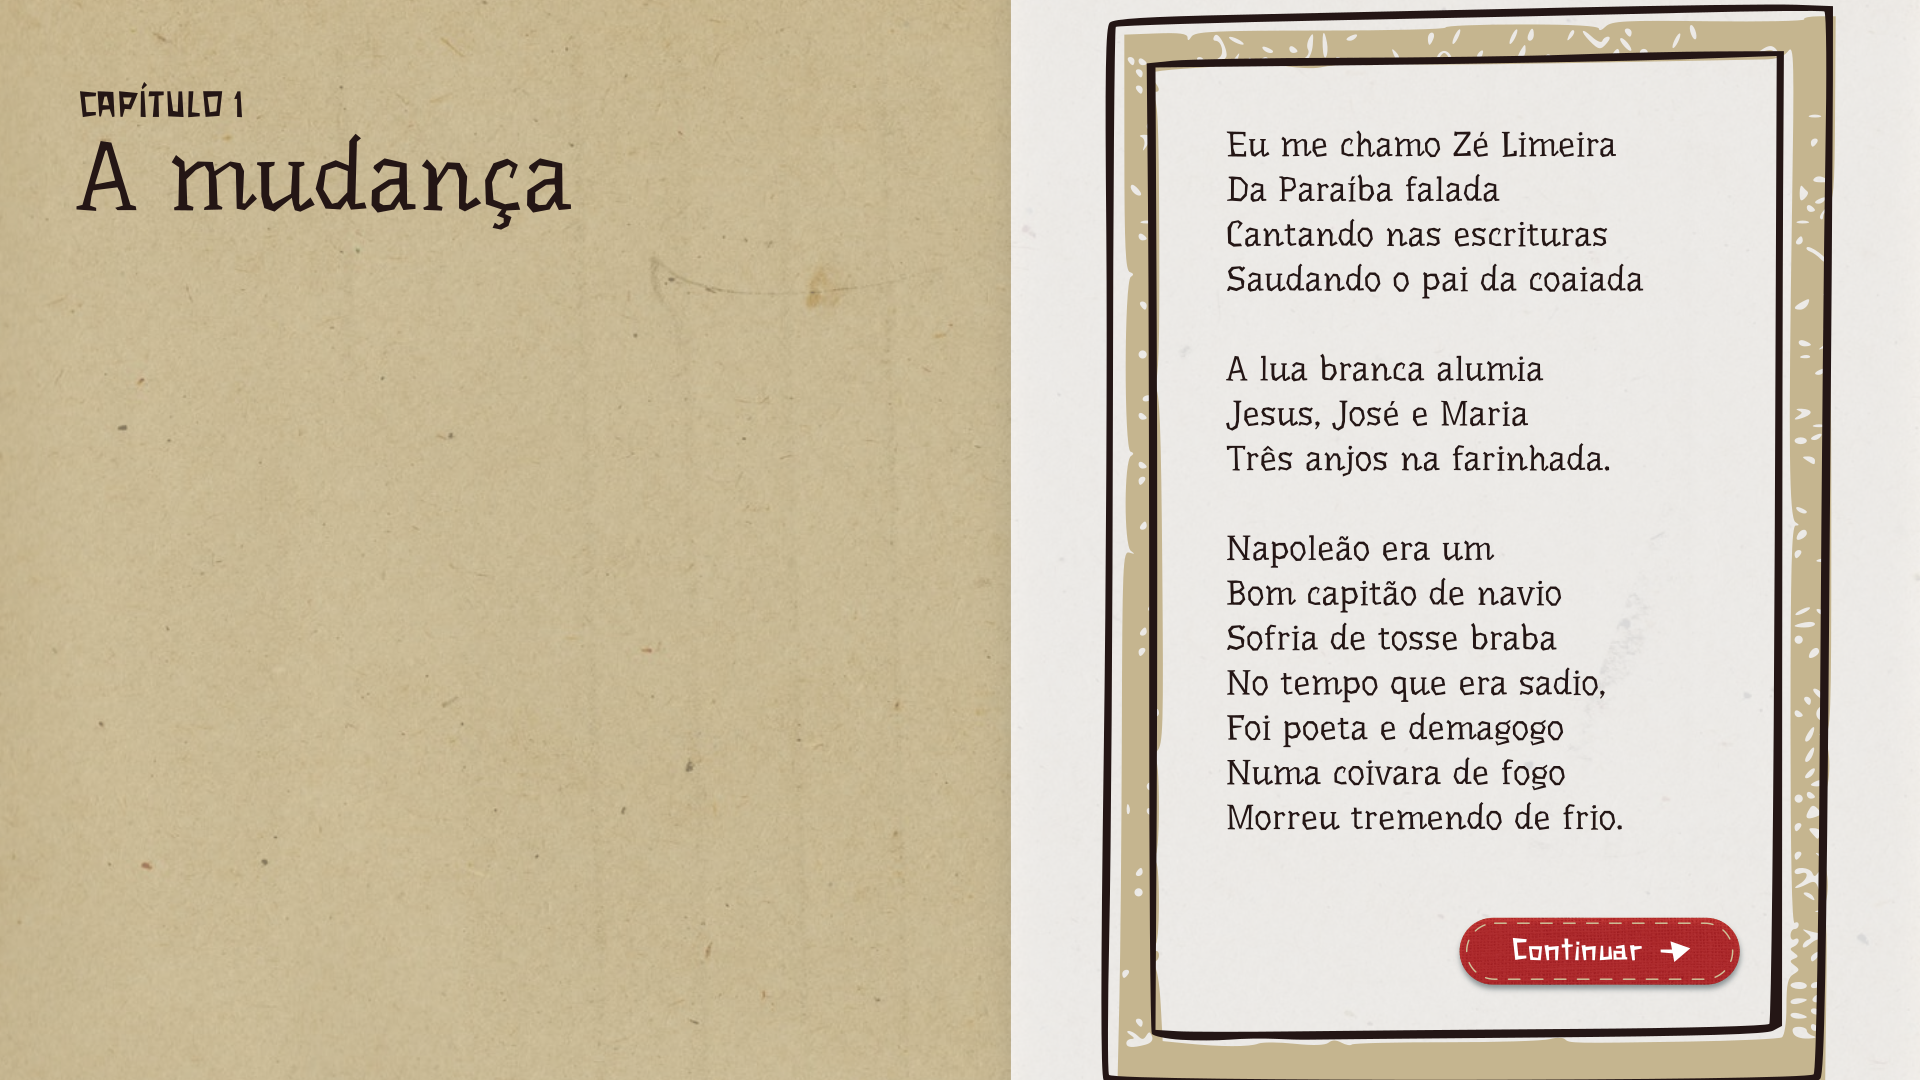 CAPÍTULO 1
A mudança
Eu me chamo Zé Limeira
Da Paraíba falada
Cantando nas escrituras
Saudando o pai da coaiada
A lua branca alumia
Jesus, José e Maria
Três anjos na farinhada.
Napoleão era um
Bom capitão de navio
Sofria de tosse braba
No tempo que era sadio,
Foi poeta e demagogo
Numa coivara de fogo
Morreu tremendo de frio.
Continuar